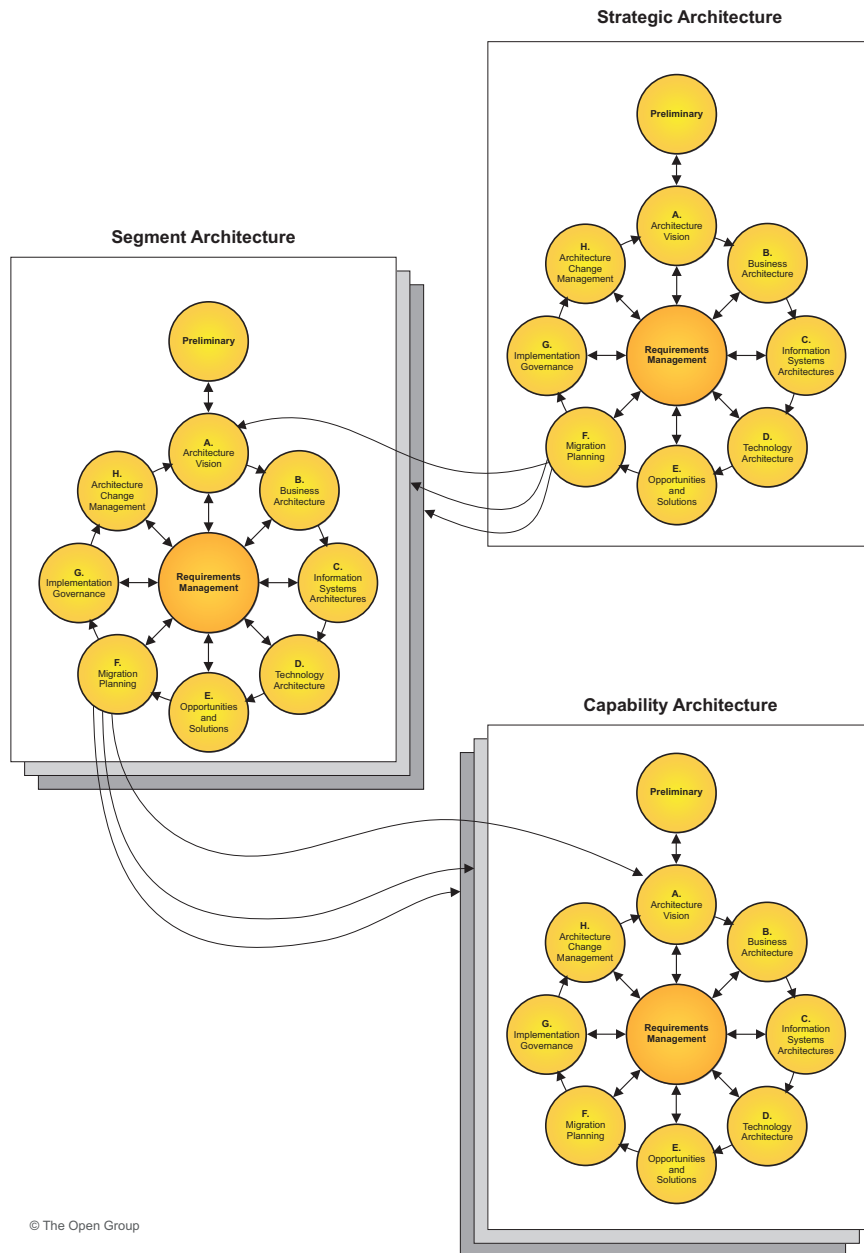 Strategic Architecture
Preliminary
A.
Architecture
Vision
B.
Business
Architecture
C.
Information
Systems
Architectures
D.
Technology
Architecture
E.
Opportunities
and
Solutions
F.
Migration
Planning
G.
Implementation
Governance
H.
Architecture
Change
Management
Requirements
Management
Segment Architecture
Preliminary
A.
Architecture
Vision
B.
Business
Architecture
C.
Information
Systems
Architectures
D.
Technology
Architecture
E.
Opportunities
and
Solutions
F.
Migration
Planning
G.
Implementation
Governance
H.
Architecture
Change
Management
Requirements
Management
Capability Architecture
Preliminary
A.
Architecture
Vision
B.
Business
Architecture
C.
Information
Systems
Architectures
D.
Technology
Architecture
E.
Opportunities
and
Solutions
F.
Migration
Planning
G.
Implementation
Governance
H.
Architecture
Change
Management
Requirements
Management
© The Open Group